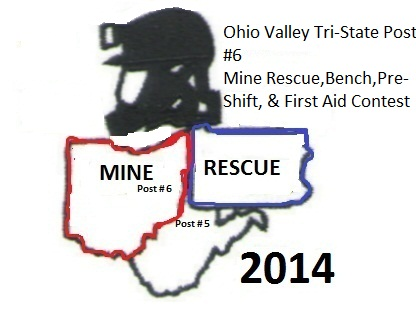 Ohio Valley Tri-State Post
#6
Mine Rescue,Bench,Pre-
Shift, & First Aid Contest
MINE
RESCUE
Post # 6
Post # 5
2014